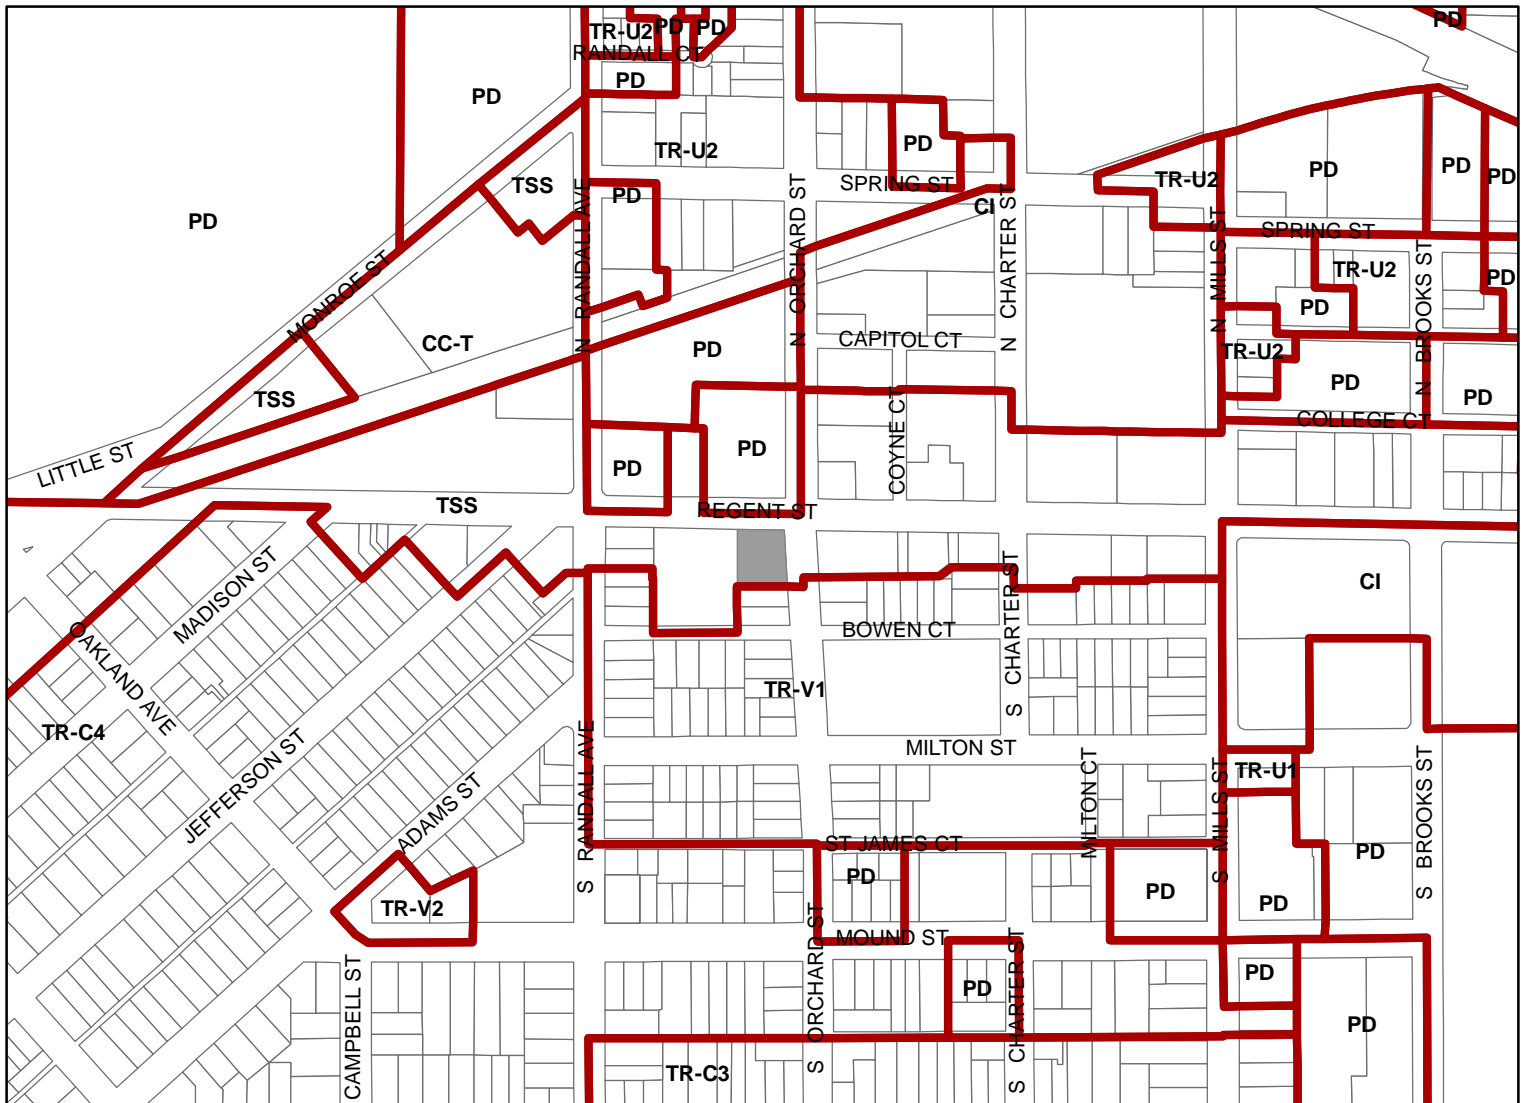 TR-U2
PD
PD
PD
RANDALL CT
PD
PD
TR-U2
PD
PD
PD
PD
SPRING ST
TSS
PD
TR-U2
PD
CI
PD
SPRING ST
N RANDALL AVE
N ORCHARD ST
N CHARTER ST
N MILLS ST
N BROOKS ST
TR-U2
PD
PD
MONROE ST
CC-T
PD
CAPITOL CT
TR-U2
PD
PD
TSS
COLLEGE CT
COYNE CT
LITTLE ST
PD
PD
TSS
REGENT ST
MADISON ST
CI
OAKLAND AVE
BOWEN CT
S CHARTER ST
TR-V1
TR-C4
MILTON ST
JEFFERSON ST
ADAMS ST
S RANDALL AVE
MILTON CT
S MILLS ST
TR-U1
S BROOKS ST
ST JAMES CT
PD
PD
PD
PD
TR-V2
MOUND ST
S ORCHARD ST
S CHARTER ST
CAMPBELL ST
PD
PD
PD
TR-C3